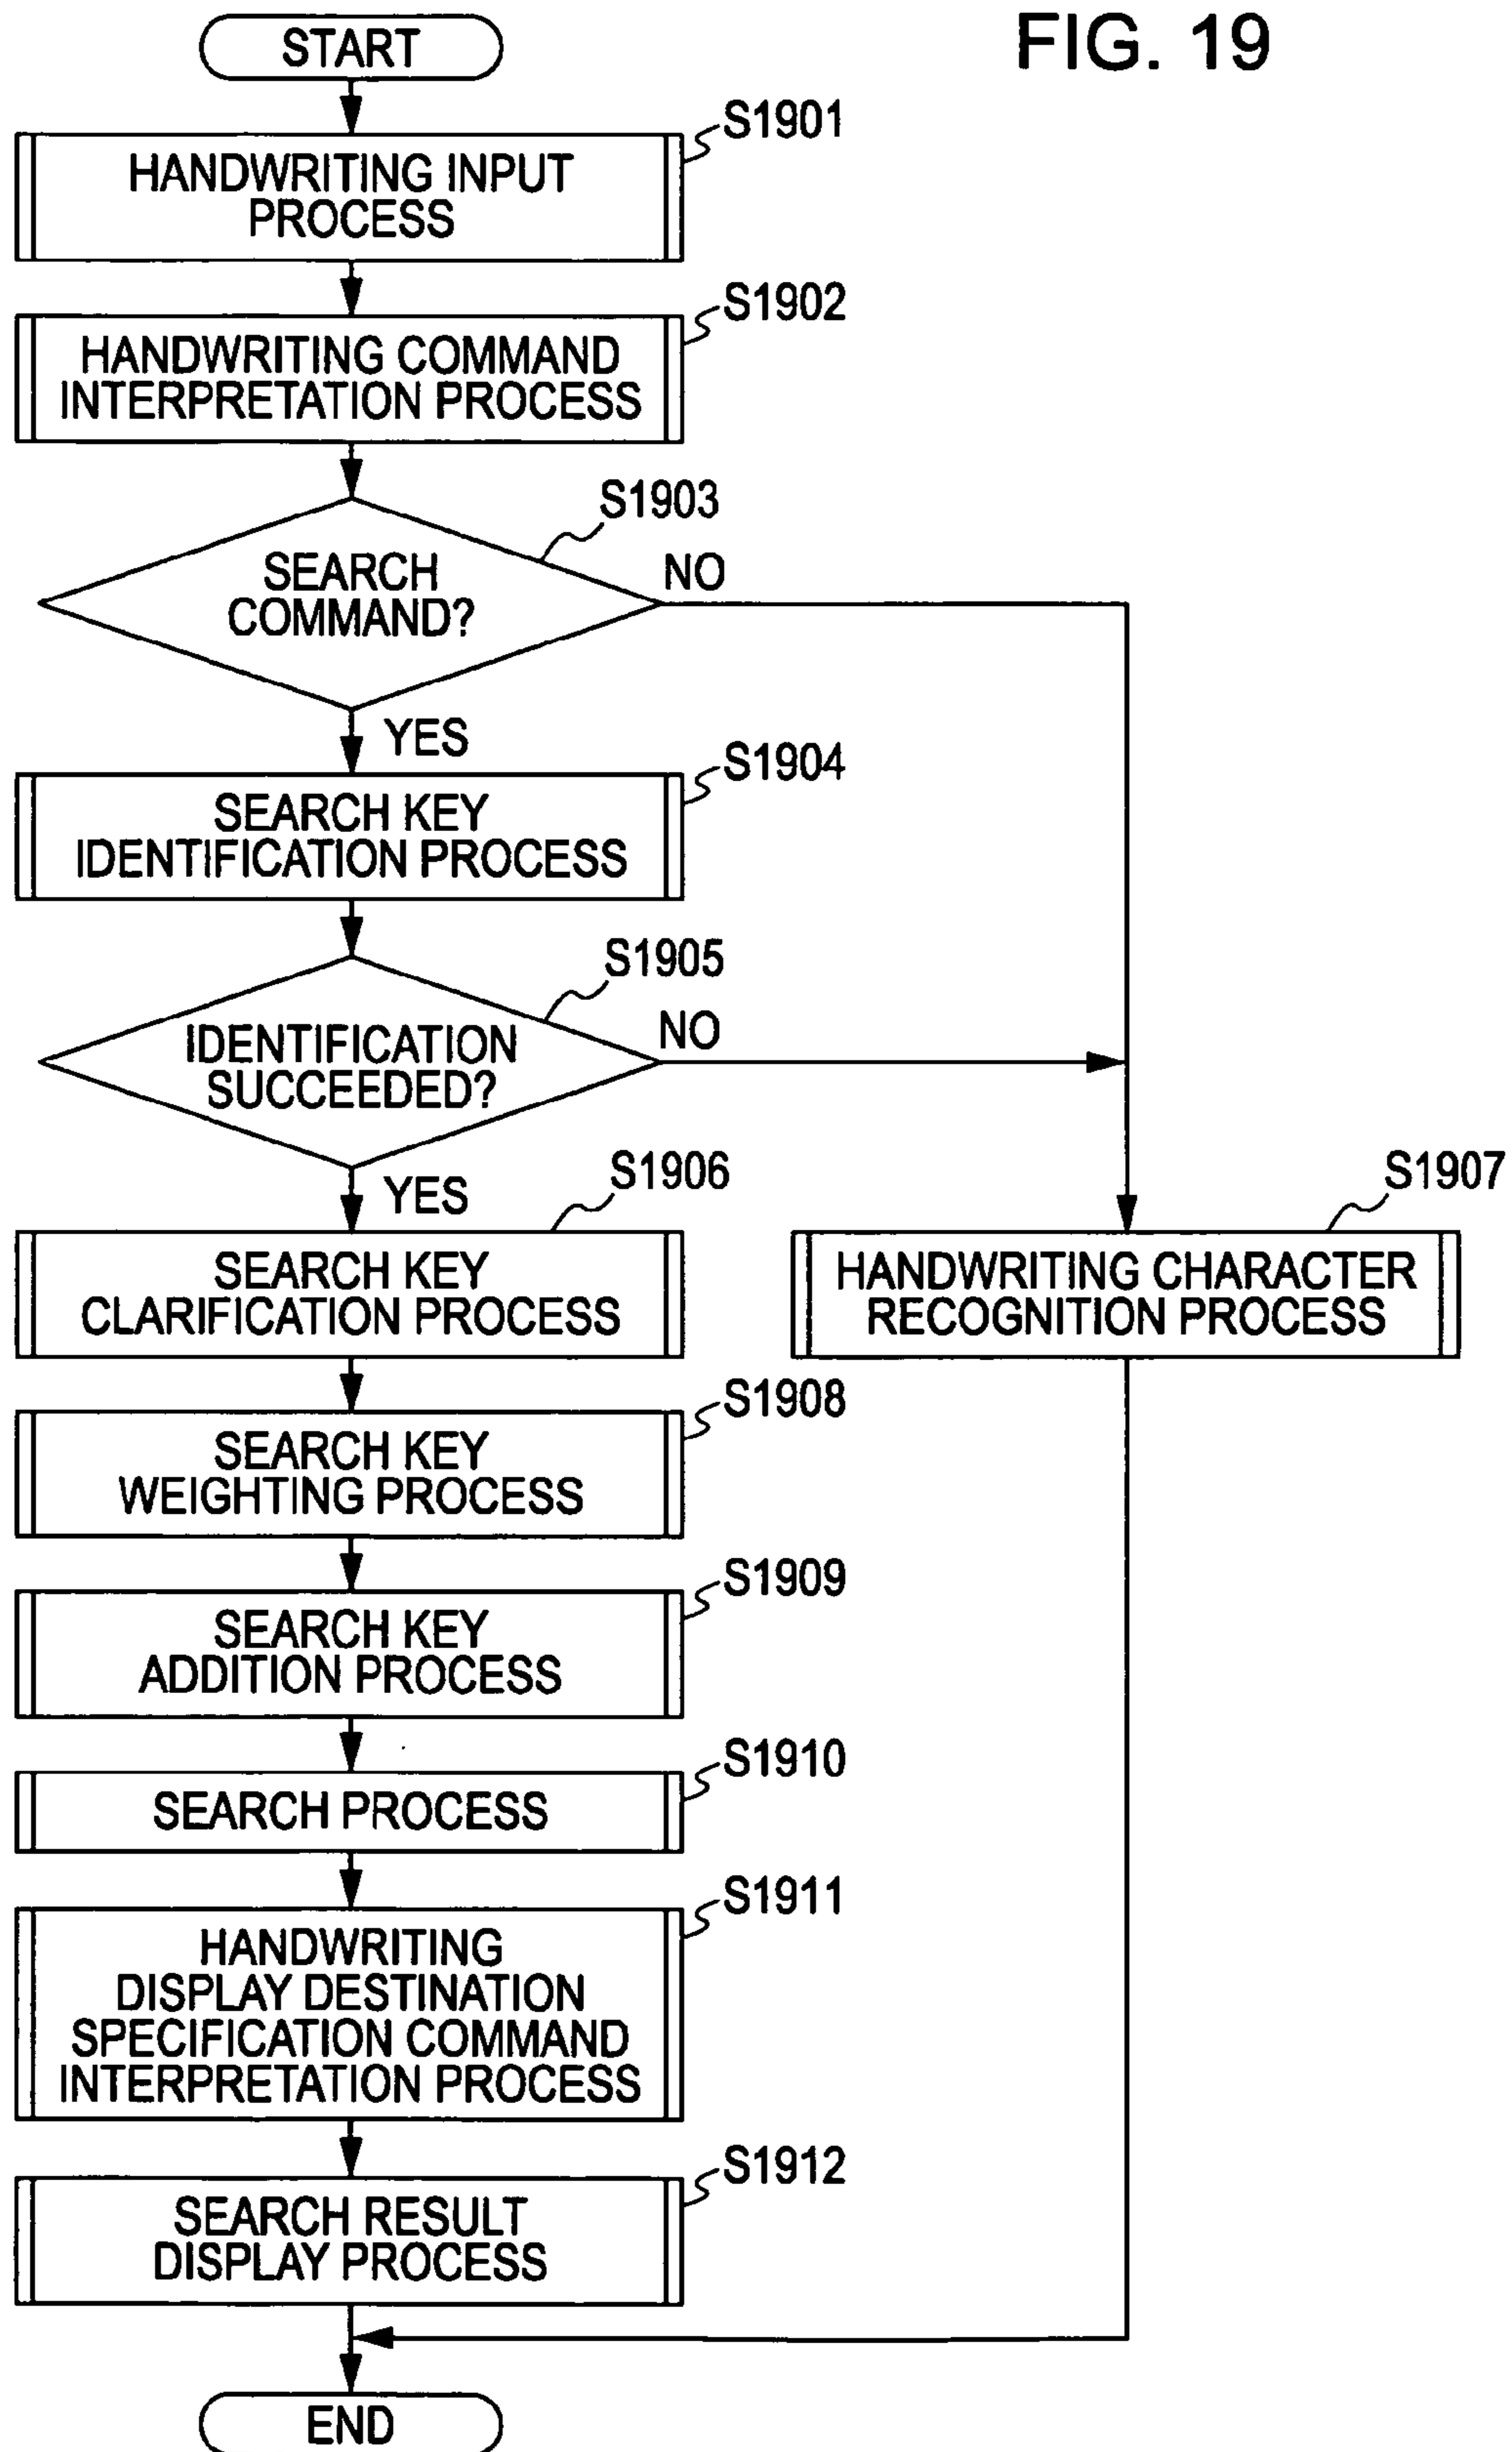 FIG. 19
START
S1901
HANDWRITING INPUT
PROCESS
S1902
HANDWRITING COMMAND
INTERPRETATION PROCESS
S1903
SEARCH
COMMAND?
NO
YES
S1904
SEARCH KEY
IDENTIFICATION PROCESS
S1905
IDENTIFICATION
SUCCEEDED?
NO
YES
S1906
SEARCH KEY
CLARIFICATION PROCESS
S1907
HANDWRITING CHARACTER
RECOGNITION PROCESS
S1908
SEARCH KEY
WEIGHTING PROCESS
S1909
SEARCH KEY
ADDITION PROCESS
S1910
SEARCH PROCESS
S1911
HANDWRITING
DISPLAY DESTINATION
SPECIFICATION COMMAND
INTERPRETATION PROCESS
S1912
SEARCH RESULT
DISPLAY PROCESS
END